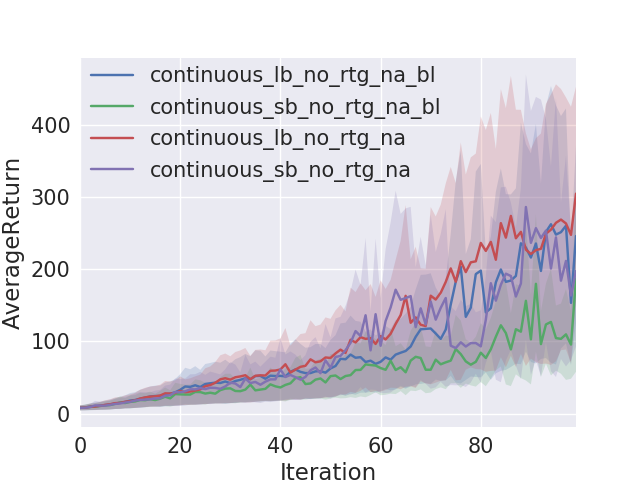 continuous_lb_no_rtg_na_bl
continuous_sb_no_rtg_na_bl
continuous_lb_no_rtg_na
continuous_sb_no_rtg_na
AverageReturn
400
300
200
100
0
0 20 40 60 80
Iteration